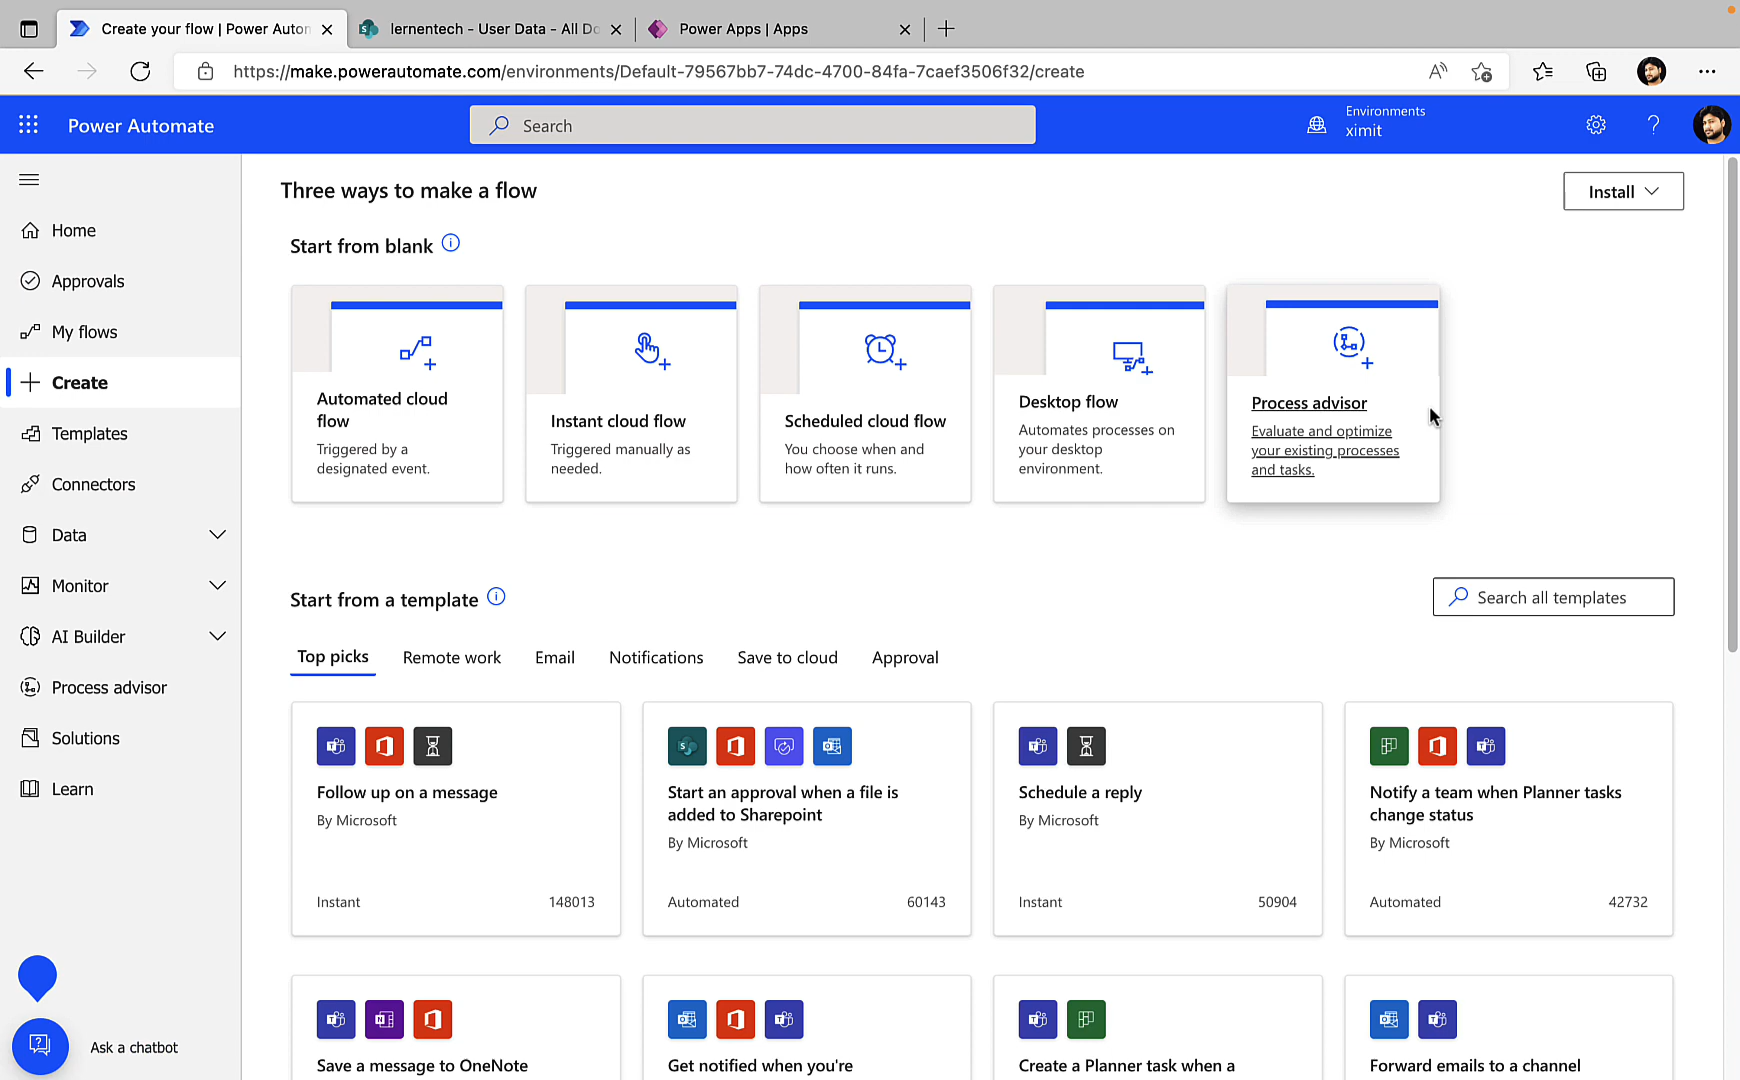 Create your flow | Power Autom
lernentech - User Data - All Do
Power Apps | Apps
https://make.powerautomate.com/environments/Default-79567bb7-74dc-4700-84fa-7caef3506f32/create
Power Automate
Search
Environments
ximit
Home
Approvals
My flows
Create
Templates
Connectors
Data
Monitor
AI Builder
Process advisor
Solutions
Learn
Ask a chatbot
Three ways to make a flow
Install
Start from blank
Automated cloud
flow
Triggered by a
designated event.
Instant cloud flow
Triggered manually as
needed.
Scheduled cloud flow
You choose when and
how often it runs.
Desktop flow
Automates processes on
your desktop
environment.
Process advisor
Evaluate and optimize
your existing processes
and tasks.
Start from a template
Search all templates
Top picks
Remote work
Email
Notifications
Save to cloud
Approval
Follow up on a message
By Microsoft
Instant
148013
Start an approval when a file is
added to Sharepoint
By Microsoft
Automated
60143
Schedule a reply
By Microsoft
Instant
50904
Notify a team when Planner tasks
change status
By Microsoft
Automated
42732
Save a message to OneNote
Get notified when you're
Create a Planner task when a
Forward emails to a channel